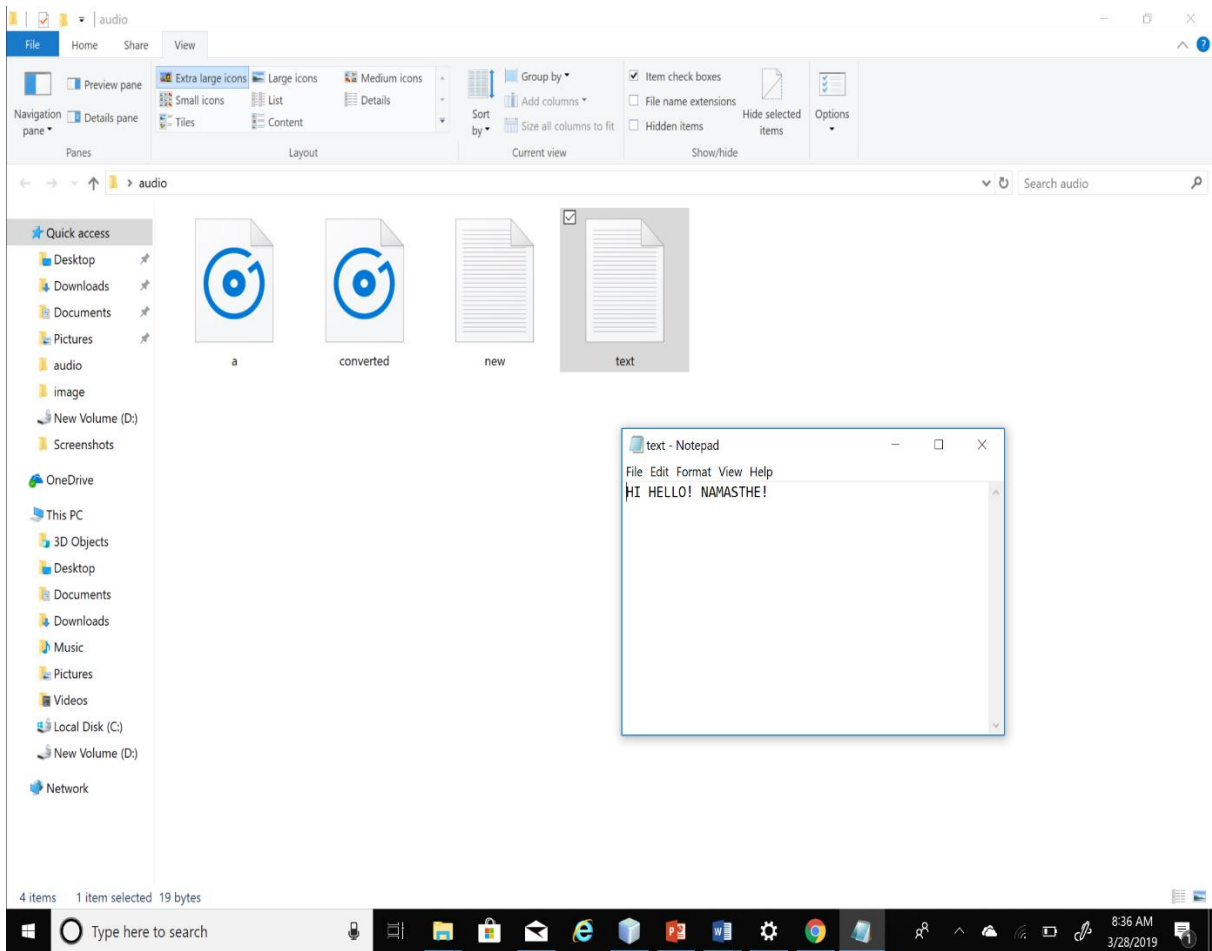 audio
File Home Share View
Navigation pane
Preview pane
Details pane
Panes
Extra large icons Large icons Medium icons
Small icons List Details
Tiles Content
Layout
Sort by
Group by
Add columns
Size all columns to fit
Current view
Item check boxes
File name extensions
Hidden items
Hide selected items
Show/hide
Options
audio
Search audio
Quick access
Desktop
Downloads
Documents
Pictures
audio
image
New Volume (D:)
Screenshots
OneDrive
This PC
3D Objects
Desktop
Documents
Downloads
Music
Pictures
Videos
Local Disk (C:)
New Volume (D:)
Network
a converted new text
text - Notepad
File Edit Format View Help
HI HELLO! NAMASTHE!
4 items 1 item selected 19 bytes
Type here to search
8:36 AM
3/28/2019